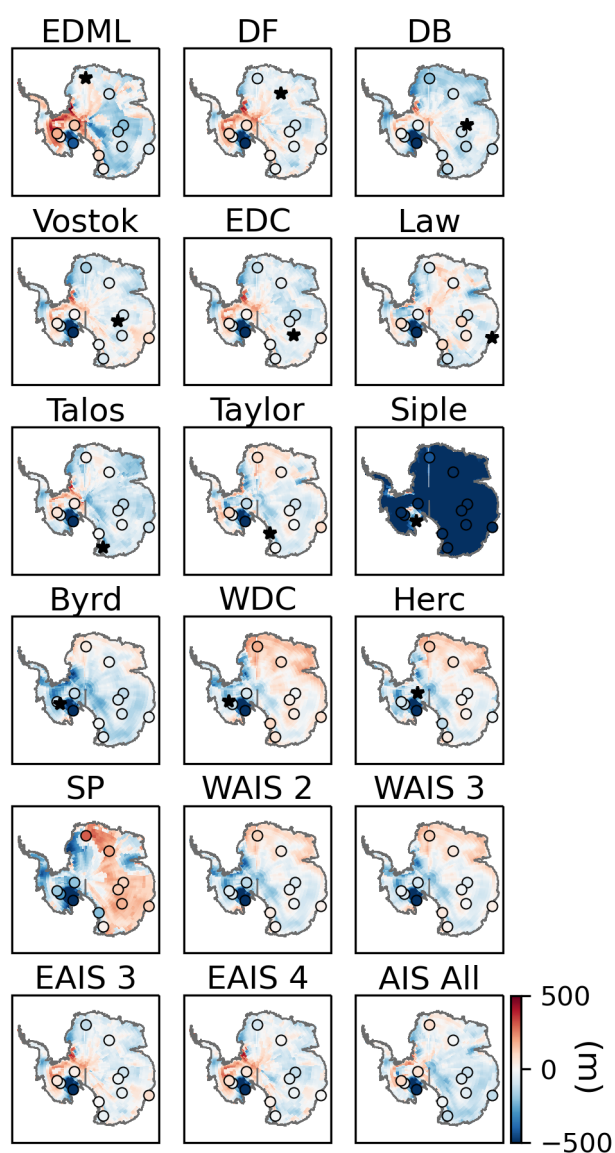 EDML DF DB
Vostok EDC Law
Talos Taylor Siple
Byrd WDC Herc
SP WAIS 2 WAIS 3
EAIS 3 EAIS 4 AIS All
500
0
−500
(m)